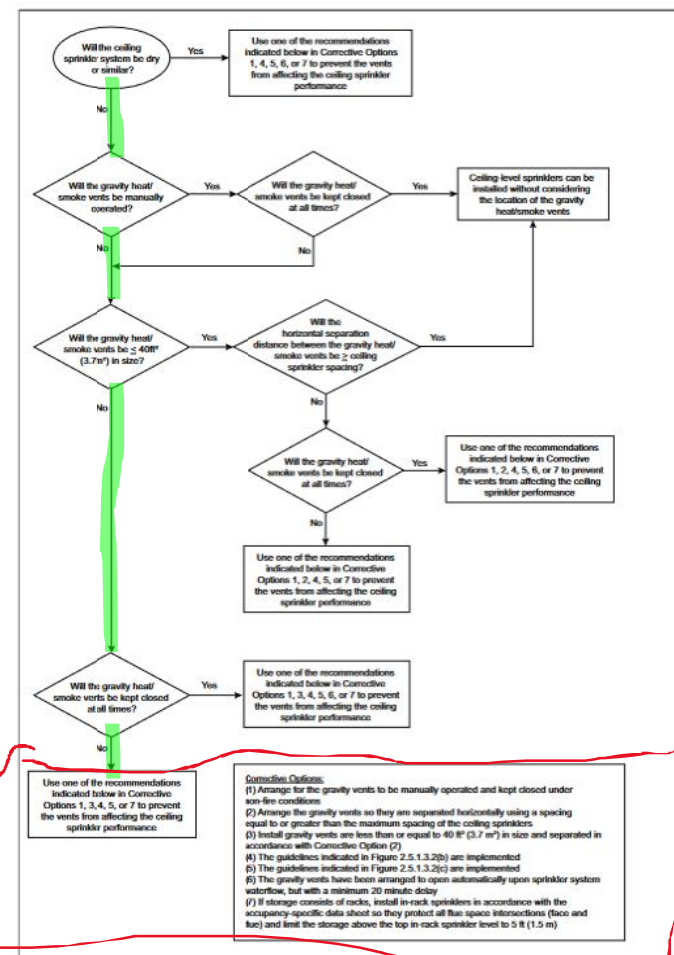 Will the ceiling
sprinkler system be dry
or similar?
Yes
Use one of the recommendations
indicated below in Corrective Options
1, 4, 5, 6, or 7 to prevent the vents
from affecting the ceiling sprinkler
performance
No
Will the gravity heat/
smoke vents be manually
operated?
Yes
Will the gravity heat/
smoke vents be kept closed
at all times?
Yes
Ceiling-level sprinklers can be
installed without considering
the location of the gravity
heat/smoke vents
No
No
Will the gravity heat/
smoke vents be ≤ 40ft²
(3.7m²) in size?
Yes
Will the
horizontal separation
distance between the gravity heat/
smoke vents be ≥ ceiling
sprinkler spacing?
Yes
No
No
Will the gravity heat/
smoke vents be kept closed
at all times?
Yes
Use one of the recommendations
indicated below in Corrective
Options 1, 2, 4, 5, 6, or 7 to prevent
the vents from affecting the ceiling
sprinkler performance
No
Use one of the recommendations
indicated below in Corrective
Options 1, 2, 4, 5, or 7 to prevent
the vents from affecting the ceiling
sprinkler performance
Will the gravity heat/
smoke vents be kept closed
at all times?
Yes
Use one of the recommendations
indicated below in Corrective
Options 1, 3, 4, 5, 6, or 7 to prevent
the vents from affecting the ceiling
sprinkler performance
No
Use one of the recommendations
indicated below in Corrective
Options 1, 3,4, 5, or 7 to prevent
the vents from affecting the ceiling
sprinkler performance
Corrective Options:
(1) Arrange for the gravity vents to be manually operated and kept closed under
non-fire conditions
(2) Arrange the gravity vents so they are separated horizontally using a spacing
equal to or greater than the maximum spacing of the ceiling sprinklers
(3) Install gravity vents are less than or equal to 40 ft² (3.7 m²) in size and separated in
accordance with Corrective Option (2)
(4) The guidelines indicated in Figure 2.5.1.3.2(b) are implemented
(5) The guidelines indicated in Figure 2.5.1.3.2(c) are implemented
(6) The gravity vents have been arranged to open automatically upon sprinkler system
waterflow, but with a minimum 20 minute delay
(7) If storage consists of racks, install in-rack sprinklers in accordance with the
occupancy-specific data sheet so they protect all flue space intersections (face and
flue) and limit the storage above the top in-rack sprinkler level to 5 ft (1.5 m)